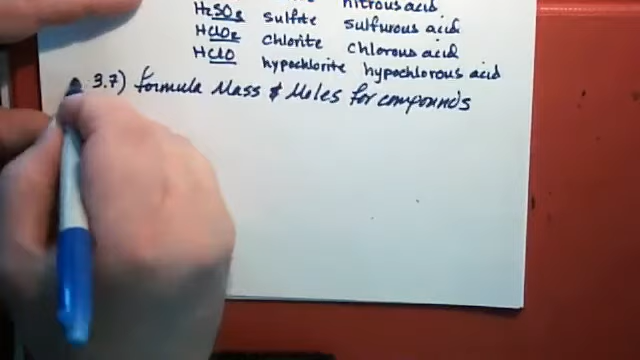 nitrous acid
H₂SO₃ sulfite sulfurous acid
HClO₂ chlorite chlorous acid
HClO hypochlorite hypochlorous acid
3.7) Formula Mass & Moles for compounds